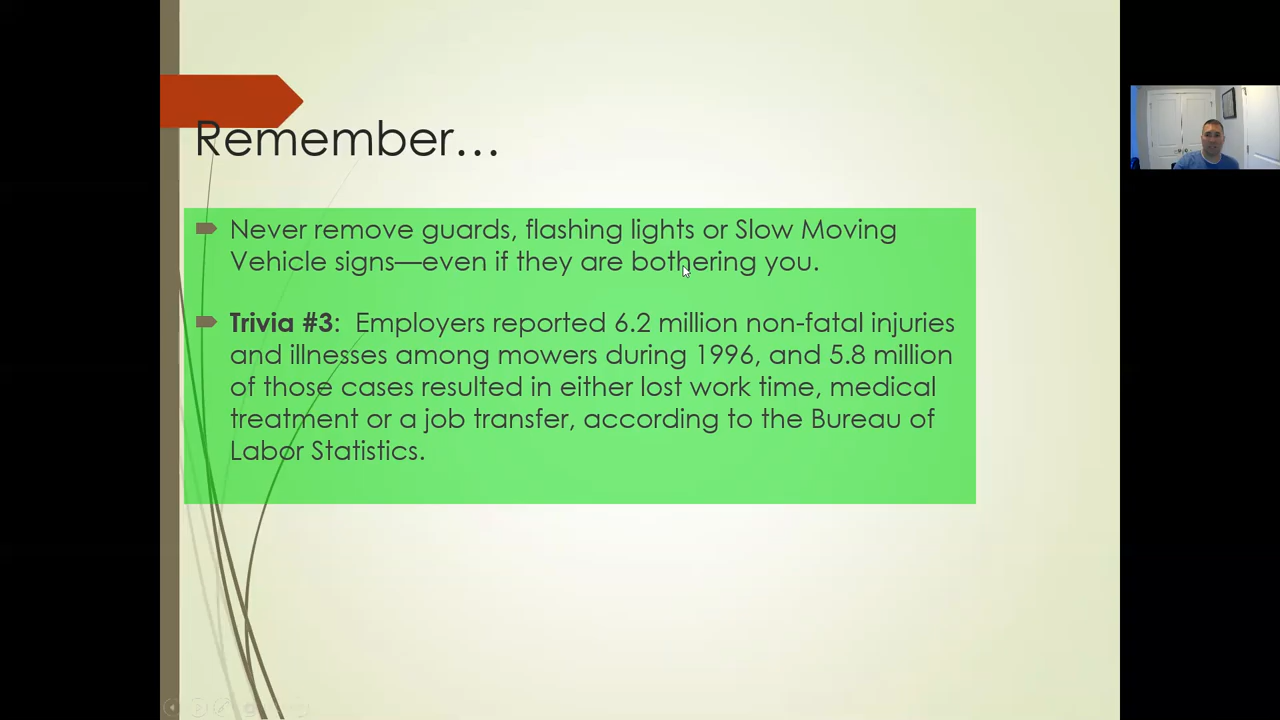 Remember…
Never remove guards, flashing lights or Slow Moving
Vehicle signs—even if they are bothering you.
Trivia #3:  Employers reported 6.2 million non-fatal injuries
and illnesses among mowers during 1996, and 5.8 million
of those cases resulted in either lost work time, medical
treatment or a job transfer, according to the Bureau of
Labor Statistics.